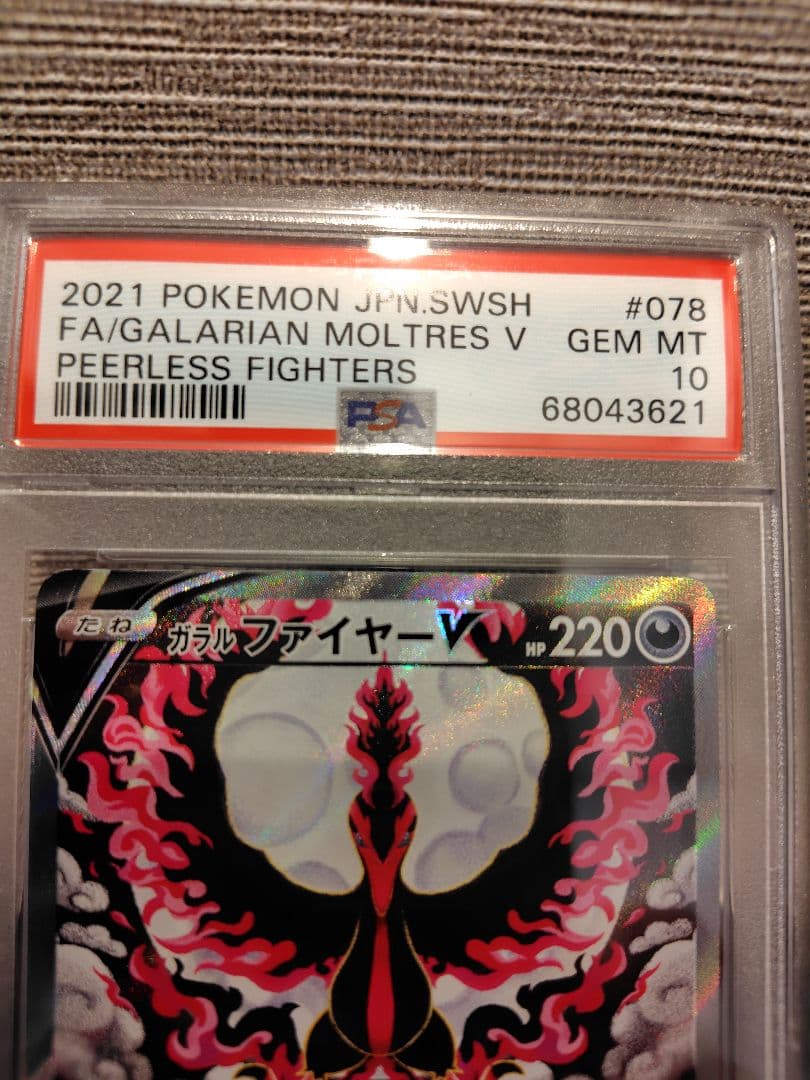 2021 POKEMON JPN.SWSH #078
FA/GALARIAN MOLTRES V GEM MT
PEERLESS FIGHTERS 10
PSA 68043621
たね ガラル ファイヤーV HP 220